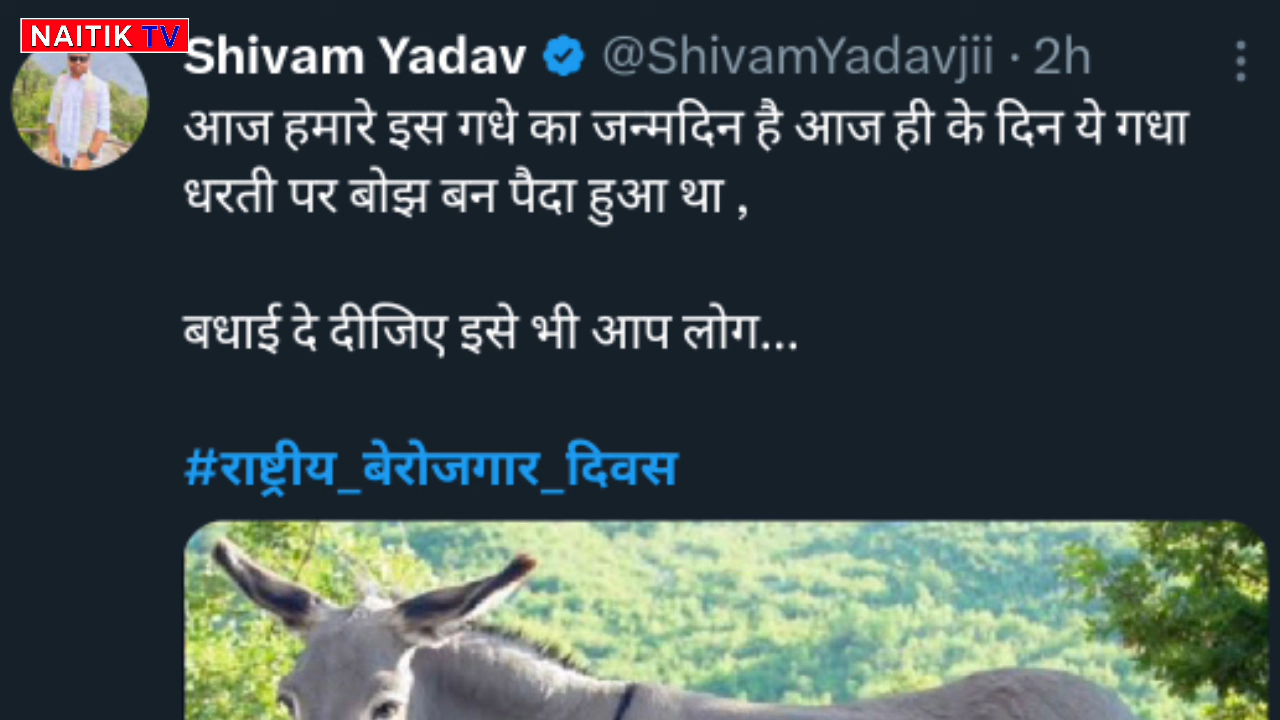 NAITIK TV
Shivam Yadav @ShivamYadavjii · 2h
आज हमारे इस गधे का जन्मदिन है आज ही के दिन ये गधा
धरती पर बोझ बन पैदा हुआ था ,
बधाई दे दीजिए इसे भी आप लोग...
#राष्ट्रीय_बेरोजगार_दिवस